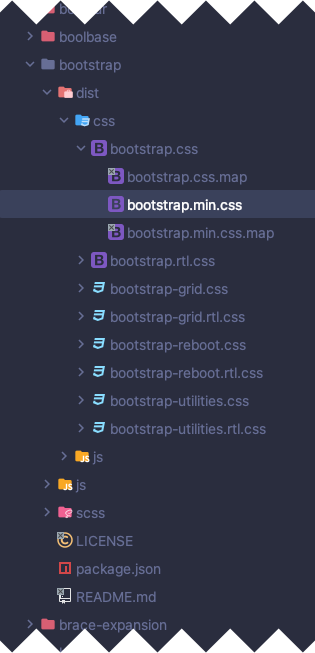 boolbase
bootstrap
dist
css
bootstrap.css
bootstrap.css.map
bootstrap.min.css
bootstrap.min.css.map
bootstrap.rtl.css
bootstrap-grid.css
bootstrap-grid.rtl.css
bootstrap-reboot.css
bootstrap-reboot.rtl.css
bootstrap-utilities.css
bootstrap-utilities.rtl.css
js
js
scss
LICENSE
package.json
README.md
brace-expansion